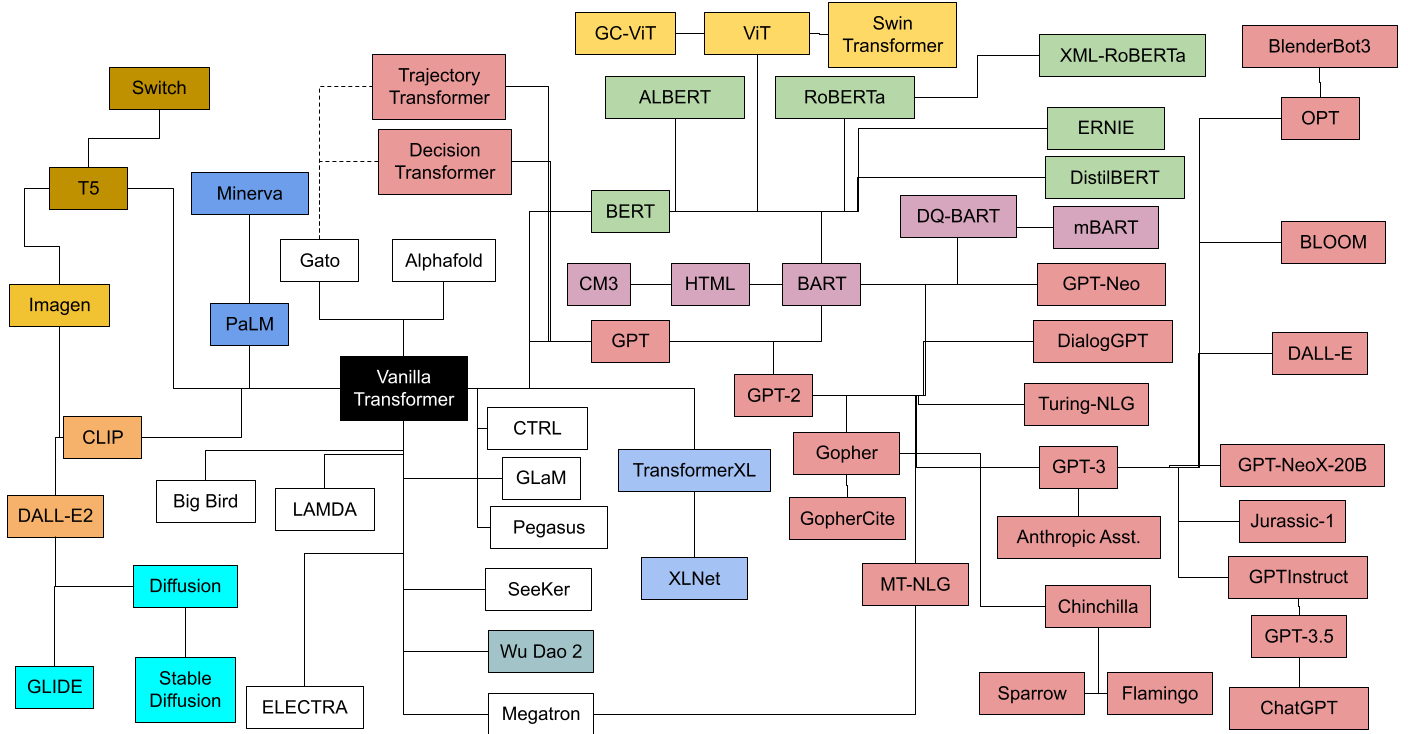 GC-ViT
ViT
Swin
Transformer
BlenderBot3
XML-RoBERTa
Switch
Trajectory
Transformer
ALBERT
RoBERTa
OPT
ERNIE
Decision
Transformer
DistilBERT
T5
Minerva
BERT
DQ-BART
mBART
BLOOM
Gato
Alphafold
CM3
HTML
BART
GPT-Neo
Imagen
PaLM
GPT
DialogGPT
DALL-E
Vanilla
Transformer
GPT-2
Turing-NLG
CLIP
CTRL
TransformerXL
Gopher
GPT-3
GPT-NeoX-20B
Big Bird
LAMDA
GLaM
DALL-E2
Pegasus
GopherCite
Anthropic Asst.
Jurassic-1
Diffusion
SeeKer
XLNet
MT-NLG
Chinchilla
GPTInstruct
Wu Dao 2
GPT-3.5
GLIDE
Stable
Diffusion
ELECTRA
Megatron
Sparrow
Flamingo
ChatGPT